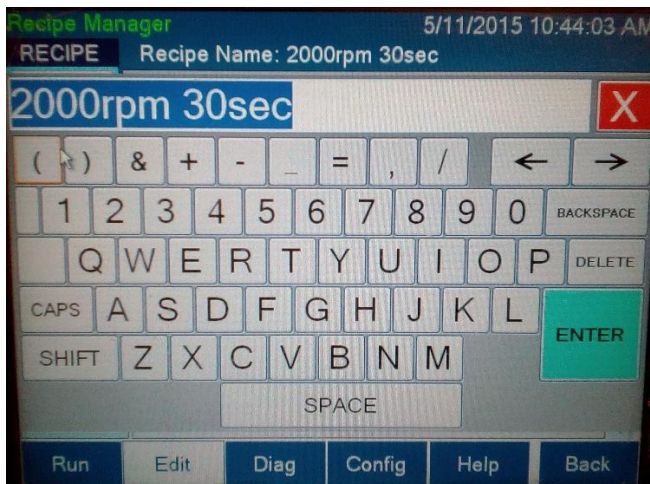 Recipe Manager 5/11/2015 10:44:03 AM
RECIPE Recipe Name: 2000rpm 30sec
2000rpm 30sec X
( ) & + - _ = , / ← →
1 2 3 4 5 6 7 8 9 0 BACKSPACE
Q W E R T Y U I O P DELETE
CAPS A S D F G H J K L
ENTER
SHIFT Z X C V B N M
SPACE
Run Edit Diag Config Help Back